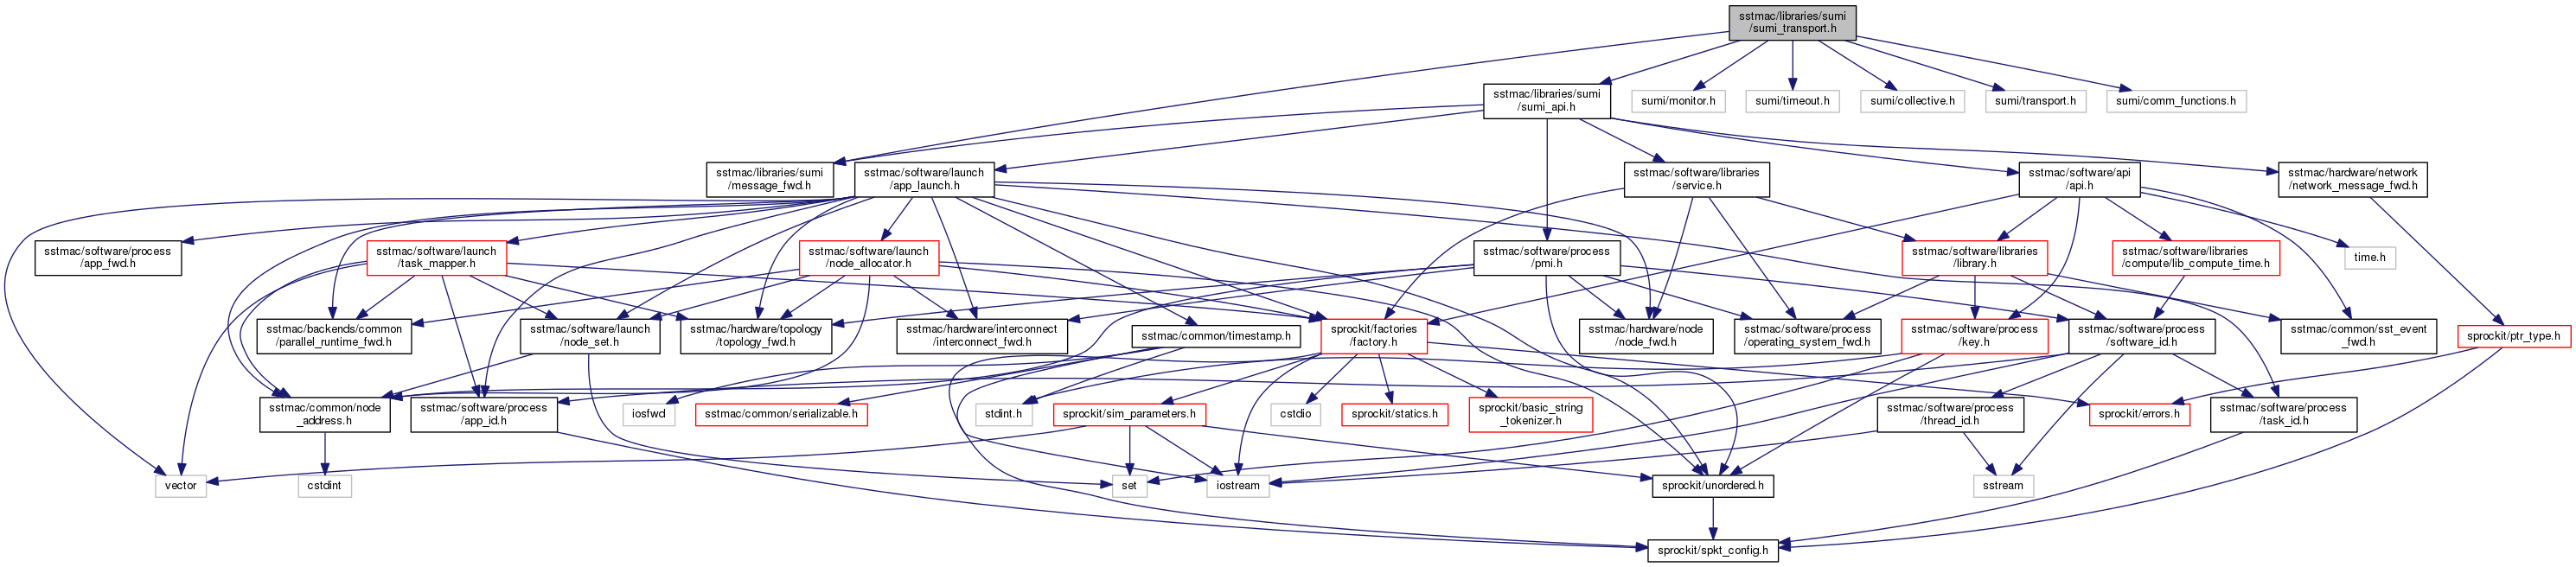 sstmac/libraries/sumi
/sumi_transport.h
sstmac/libraries/sumi
/sumi_api.h
sumi/monitor.h
sumi/timeout.h
sumi/collective.h
sumi/transport.h
sumi/comm_functions.h
sstmac/libraries/sumi
/message_fwd.h
sstmac/software/launch
/app_launch.h
sstmac/software/libraries
/service.h
sstmac/software/api
/api.h
sstmac/hardware/network
/network_message_fwd.h
sstmac/software/process
/app_fwd.h
sstmac/software/launch
/task_mapper.h
sstmac/software/launch
/node_allocator.h
sstmac/software/process
/pmi.h
sstmac/software/libraries
/library.h
sstmac/software/libraries
/compute/lib_compute_time.h
time.h
sstmac/backends/common
/parallel_runtime_fwd.h
sstmac/software/launch
/node_set.h
sstmac/hardware/topology
/topology_fwd.h
sstmac/hardware/interconnect
/interconnect_fwd.h
sstmac/common/timestamp.h
sprockit/factories
/factory.h
sstmac/hardware/node
/node_fwd.h
sstmac/software/process
/operating_system_fwd.h
sstmac/software/process
/key.h
sstmac/software/process
/software_id.h
sstmac/common/sst_event
_fwd.h
sprockit/ptr_type.h
sstmac/common/node
_address.h
sstmac/software/process
/app_id.h
iosfwd
sstmac/common/serializable.h
stdint.h
sprockit/sim_parameters.h
cstdio
sprockit/statics.h
sprockit/basic_string
_tokenizer.h
sstmac/software/process
/thread_id.h
sprockit/errors.h
sstmac/software/process
/task_id.h
vector
cstdint
set
iostream
sprockit/unordered.h
sstream
sprockit/spkt_config.h